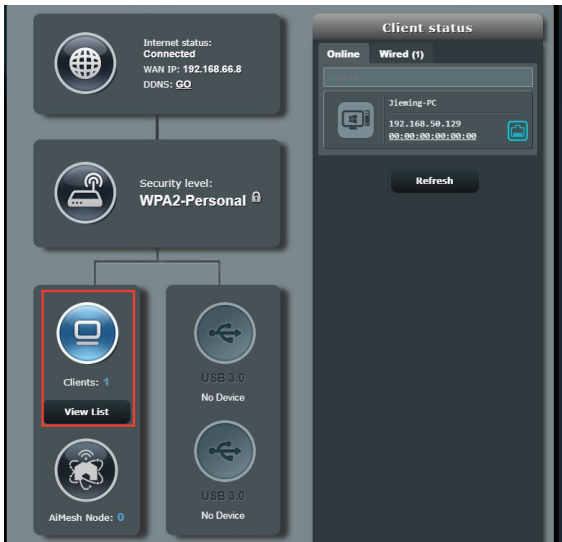 Internet status:
Connected
WAN IP: 192.168.66.8
DDNS: GO
Security level:
WPA2-Personal
Clients: 1
View List
AiMesh Node: 0
USB 3.0
No Device
USB 3.0
No Device
Client status
Online Wired (1)
Search
Jieming-PC
192.168.50.129
00:00:00:00:00:00
Refresh